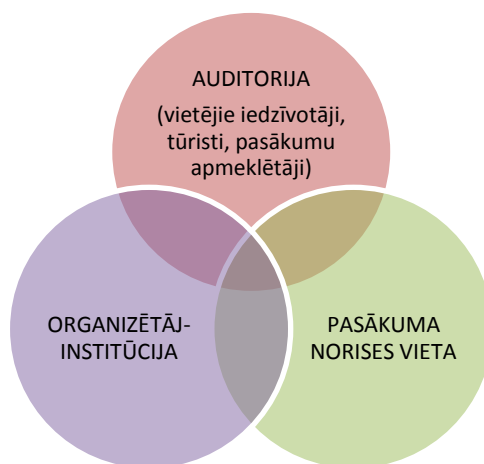 AUDITORIJA
(vietējie iedzīvotāji,
tūristi, pasākumu
apmeklētāji)
ORGANIZĒTĀJ-
INSTITŪCIJA
PASĀKUMA
NORISES VIETA